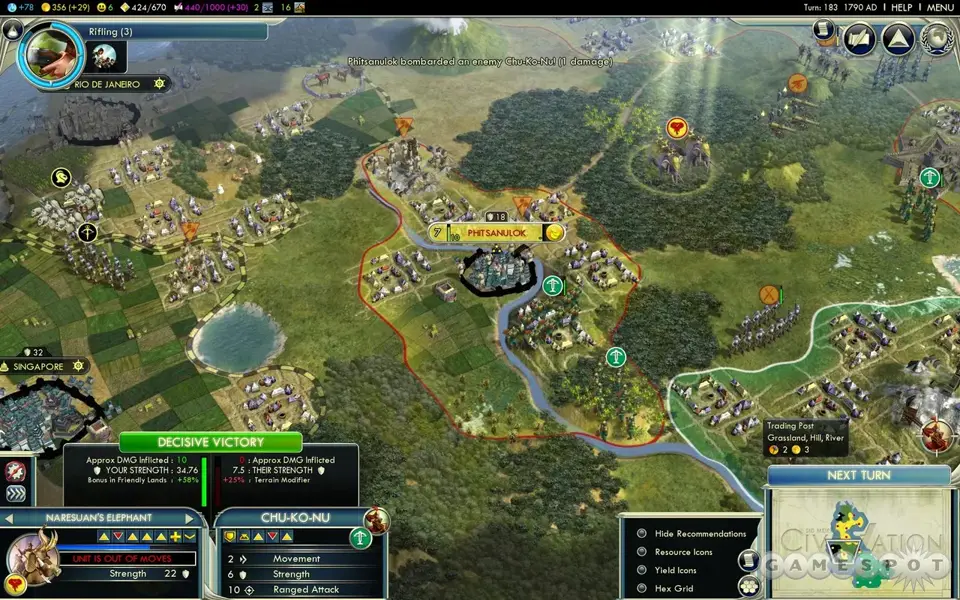 +78 356 (+29) 6 424/670 440/1000 (+30) 2 16
Turn: 183 1790 AD | HELP | MENU
Rifling (3)
Phitsanulok bombarded an enemy Chu-Ko-Nu! (1 damage)
RIO DE JANEIRO
18
7 PHITSANULOK
10
32
SINGAPORE
Trading Post
Grassland, Hill, River
2 3
DECISIVE VICTORY
Approx DMG Inflicted : 10 0 : Approx DMG Inflicted
YOUR STRENGTH : 34.76 7.5 : THEIR STRENGTH
Bonus in Friendly Lands : +58% +25% : Terrain Modifier
NEXT TURN
NARESUAN'S ELEPHANT
UNIT IS OUT OF MOVES
Strength 22
CHU-KO-NU
2 Movement
6 Strength
10 Ranged Attack
Hide Recommendations
Resource Icons
Yield Icons
Hex Grid
CIVILIZATION
GAMESPOT